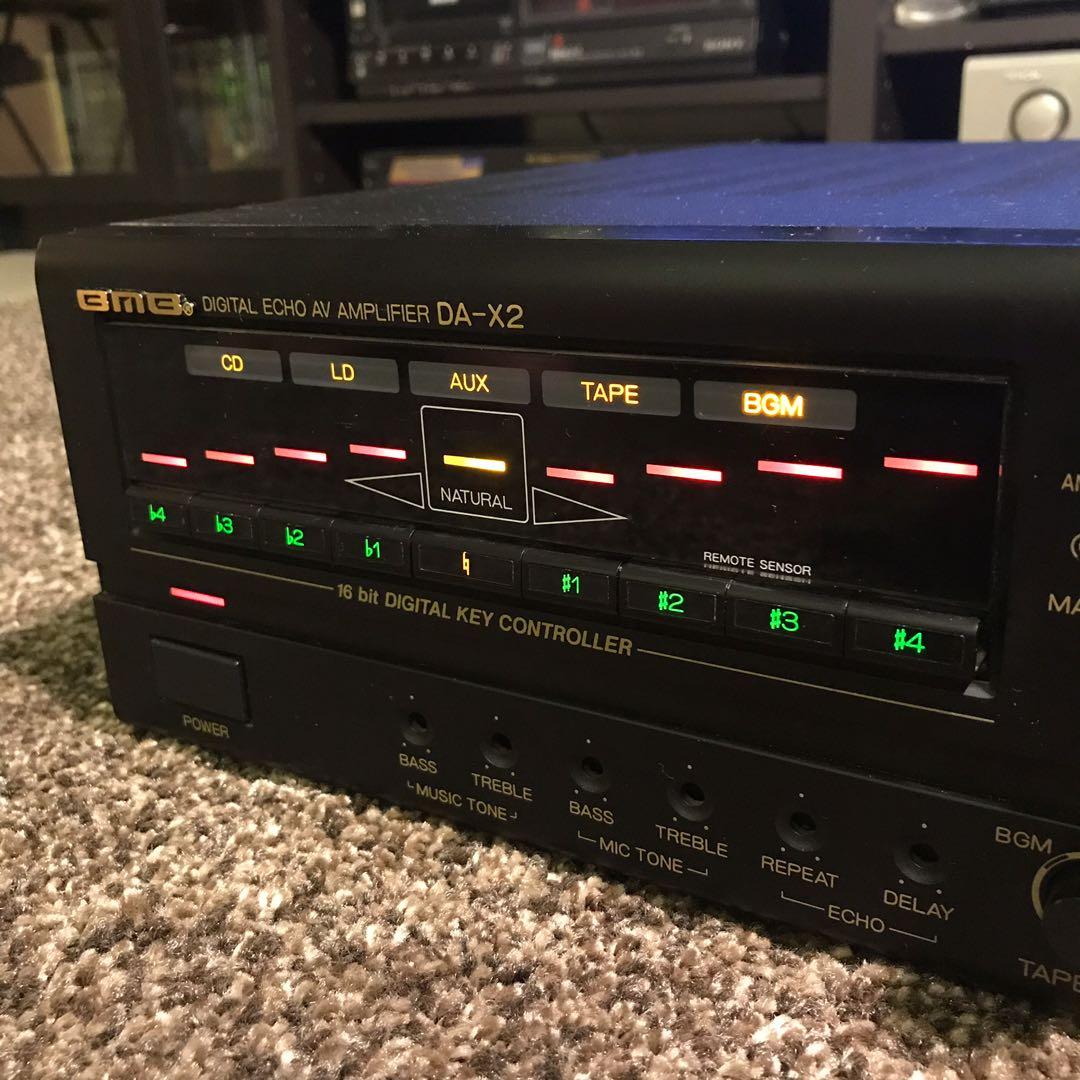 BMB® DIGITAL ECHO AV AMPLIFIER DA-X2
CD LD AUX TAPE BGM
NATURAL
REMOTE SENSOR
♭4 ♭3 ♭2 ♭1 ♮ #1 #2 #3 #4
16 bit DIGITAL KEY CONTROLLER
POWER
BASS TREBLE
MUSIC TONE
BASS TREBLE
MIC TONE
REPEAT DELAY
ECHO
BGM